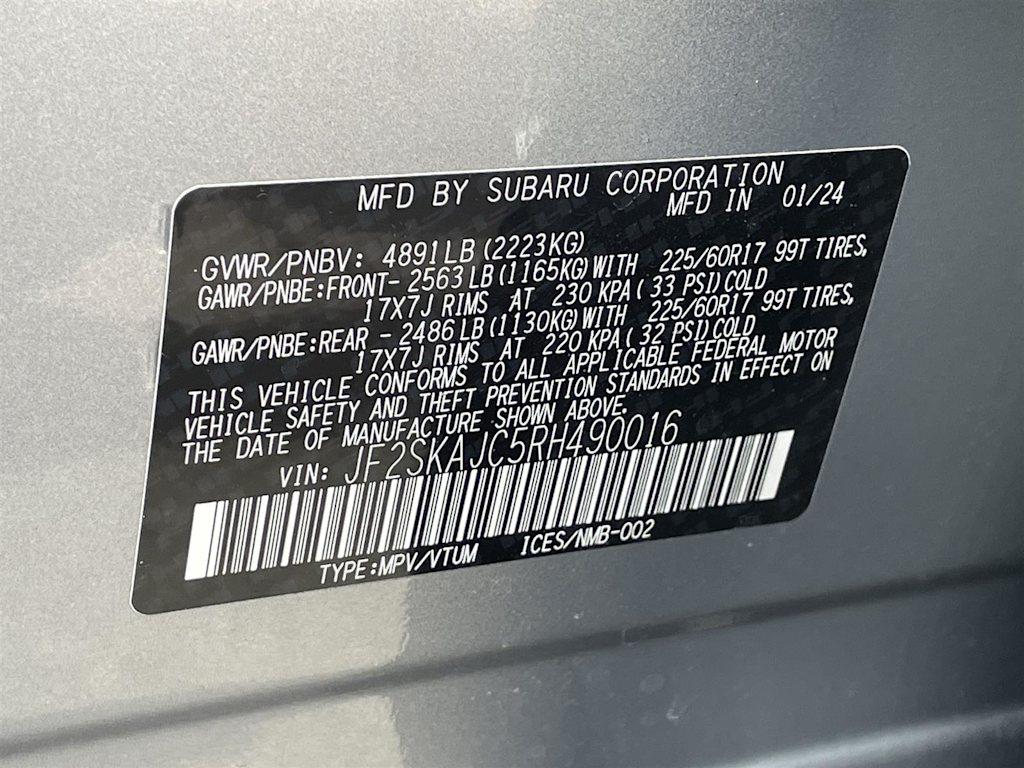 MFD BY SUBARU CORPORATION
MFD IN 01/24
GVWR/PNBV: 4891LB(2223KG)
GAWR/PNBE:FRONT- 2563LB(1165KG)WITH 225/60R17 99T TIRES,
17X7J RIMS AT 230 KPA( 33 PSI) COLD
GAWR/PNBE:REAR - 2486LB(1130KG)WITH 225/60R17 99T TIRES,
17X7J RIMS AT 220 KPA( 32 PSI) COLD
THIS VEHICLE CONFORMS TO ALL APPLICABLE FEDERAL MOTOR
VEHICLE SAFETY AND THEFT PREVENTION STANDARDS IN EFFECT ON
THE DATE OF MANUFACTURE SHOWN ABOVE.
VIN: JF2SKAJC5RH490016
TYPE:MPV/VTUM ICES/NMB-002